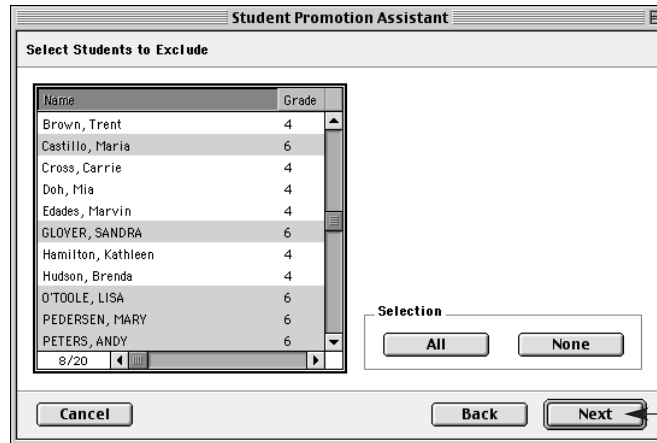 Student Promotion Assistant
Select Students to Exclude
Name Grade
Brown, Trent 4
Castillo, Maria 6
Cross, Carrie 4
Doh, Mia 4
Edades, Marvin 4
GLOVER, SANDRA 6
Hamilton, Kathleen 4
Hudson, Brenda 4
O'TOOLE, LISA 6
PEDERSEN, MARY 6
PETERS, ANDY 6
8/20
Selection
All None
Cancel Back Next